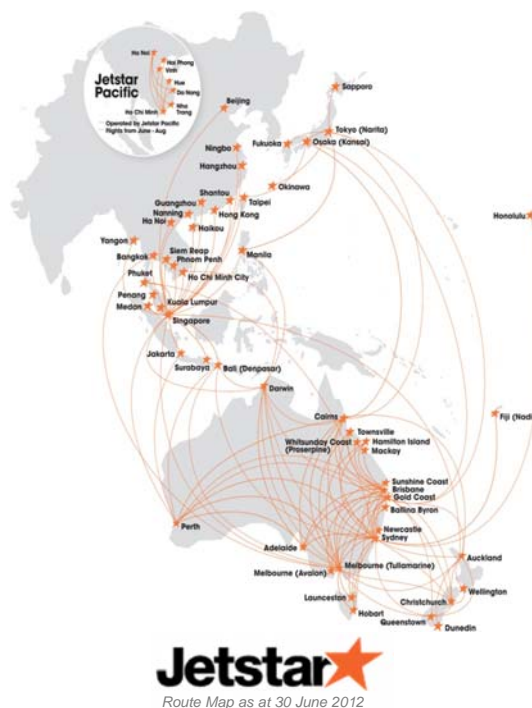 Ha Noi
Hai Phong
Vinh
Jetstar
Pacific
Hue
Da Nang
Nha
Trang
Ho Chi Minh
Operated by Jetstar Pacific
Flights from June - Aug
Sapporo
Beijing
Tokyo (Narita)
Fukuoka
Osaka (Kansai)
Ningbo
Hangzhou
Okinawa
Shantou
Taipei
Guangzhou
Nanning
Hong Kong
Ha Noi
Haikou
Honolulu
Yangon
Siem Reap
Manila
Bangkok
Phnom Penh
Phuket
Ho Chi Minh City
Penang
Kuala Lumpur
Medan
Singapore
Jakarta
Surabaya
Bali (Denpasar)
Darwin
Cairns
Fiji (Nadi
Townsville
Whitsunday Coast
(Proserpine)
Hamilton Island
Mackay
Sunshine Coast
Brisbane
Gold Coast
Ballina Byron
Perth
Newcastle
Sydney
Adelaide
Auckland
Melbourne (Tullamarine)
Melbourne (Avalon)
Wellington
Launceston
Christchurch
Hobart
Queenstown
Dunedin
Jetstar
Route Map as at 30 June 2012